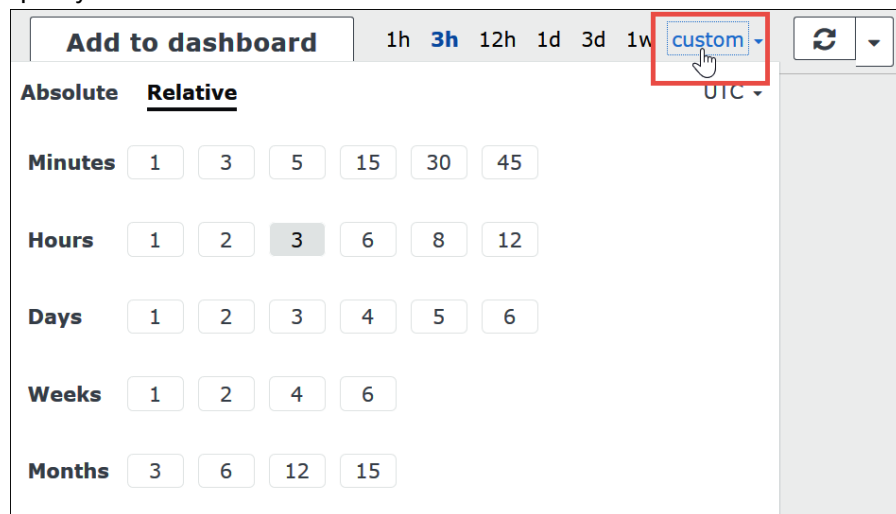 Add to dashboard 1h 3h 12h 1d 3d 1w custom
Absolute Relative UTC
Minutes 1 3 5 15 30 45
Hours 1 2 3 6 8 12
Days 1 2 3 4 5 6
Weeks 1 2 4 6
Months 3 6 12 15